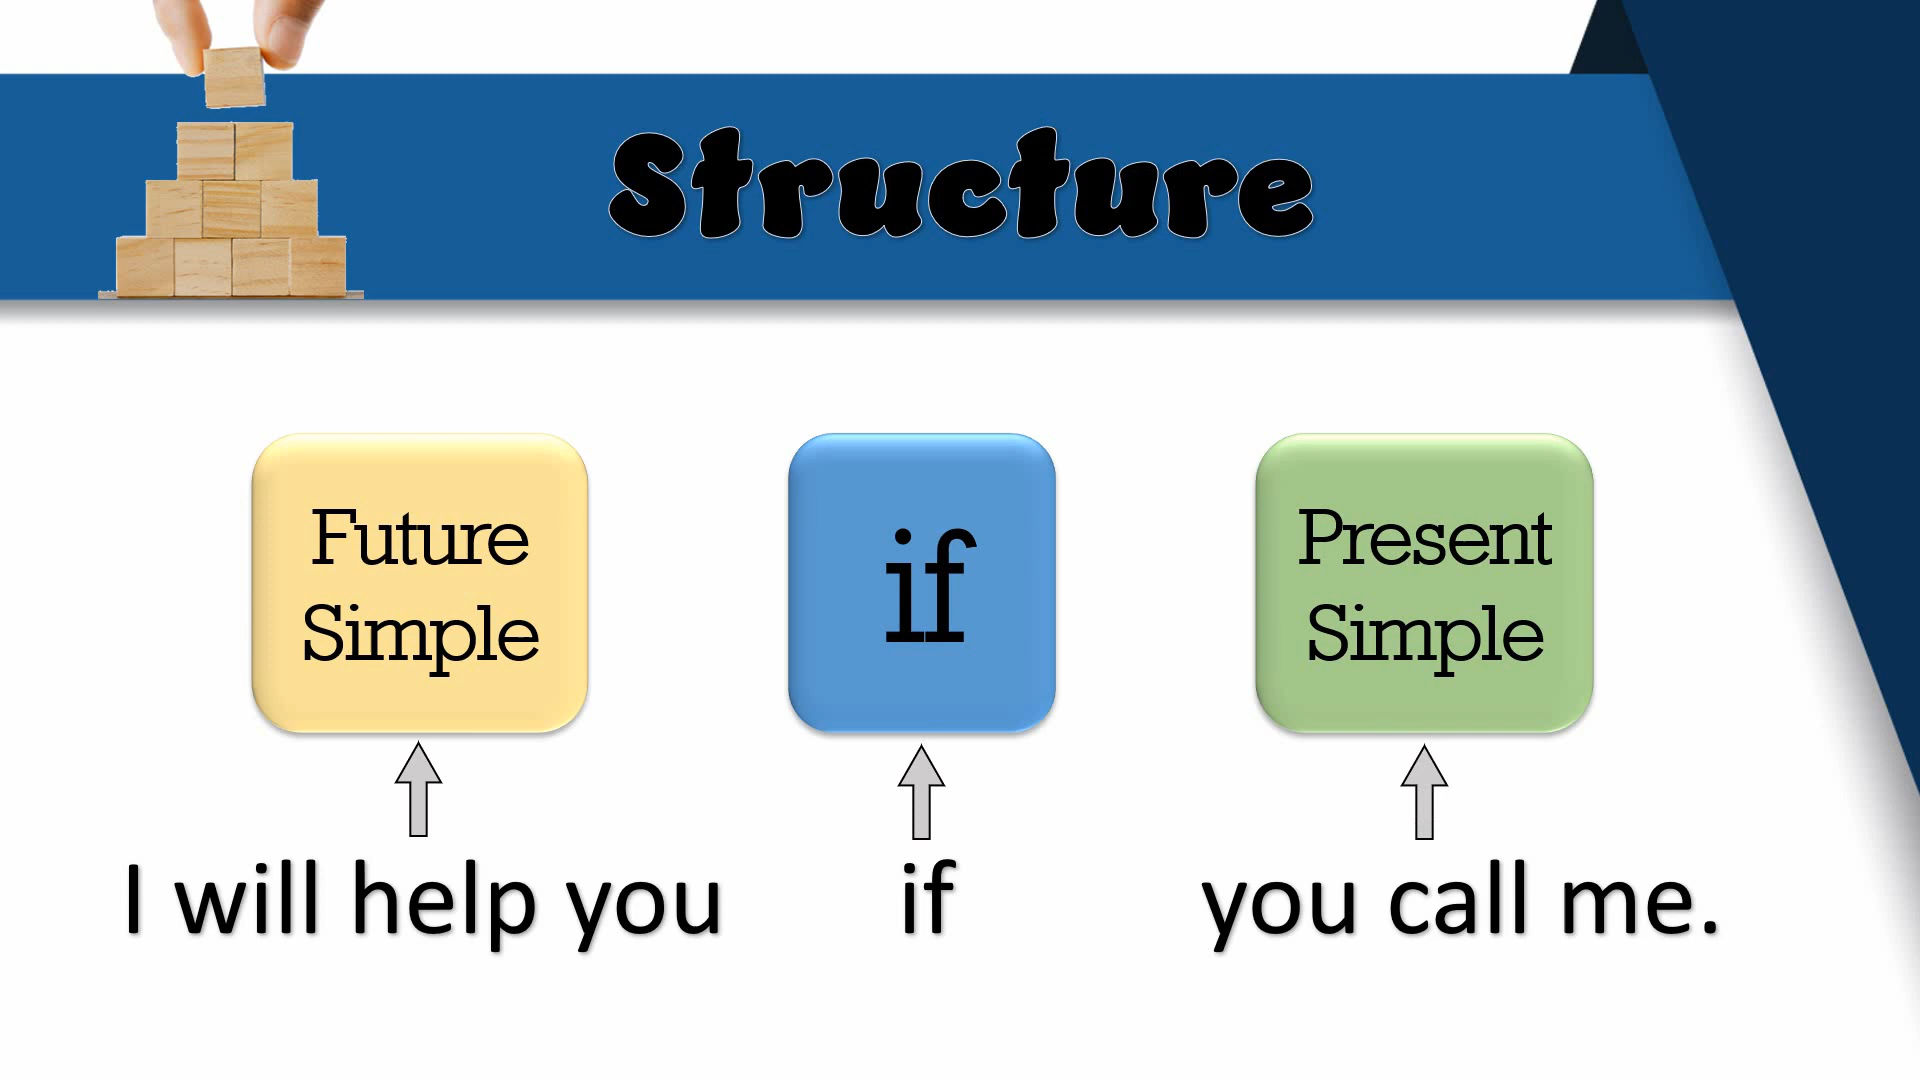 Structure
Future
Simple
if
Present
Simple
I will help you if you call me.